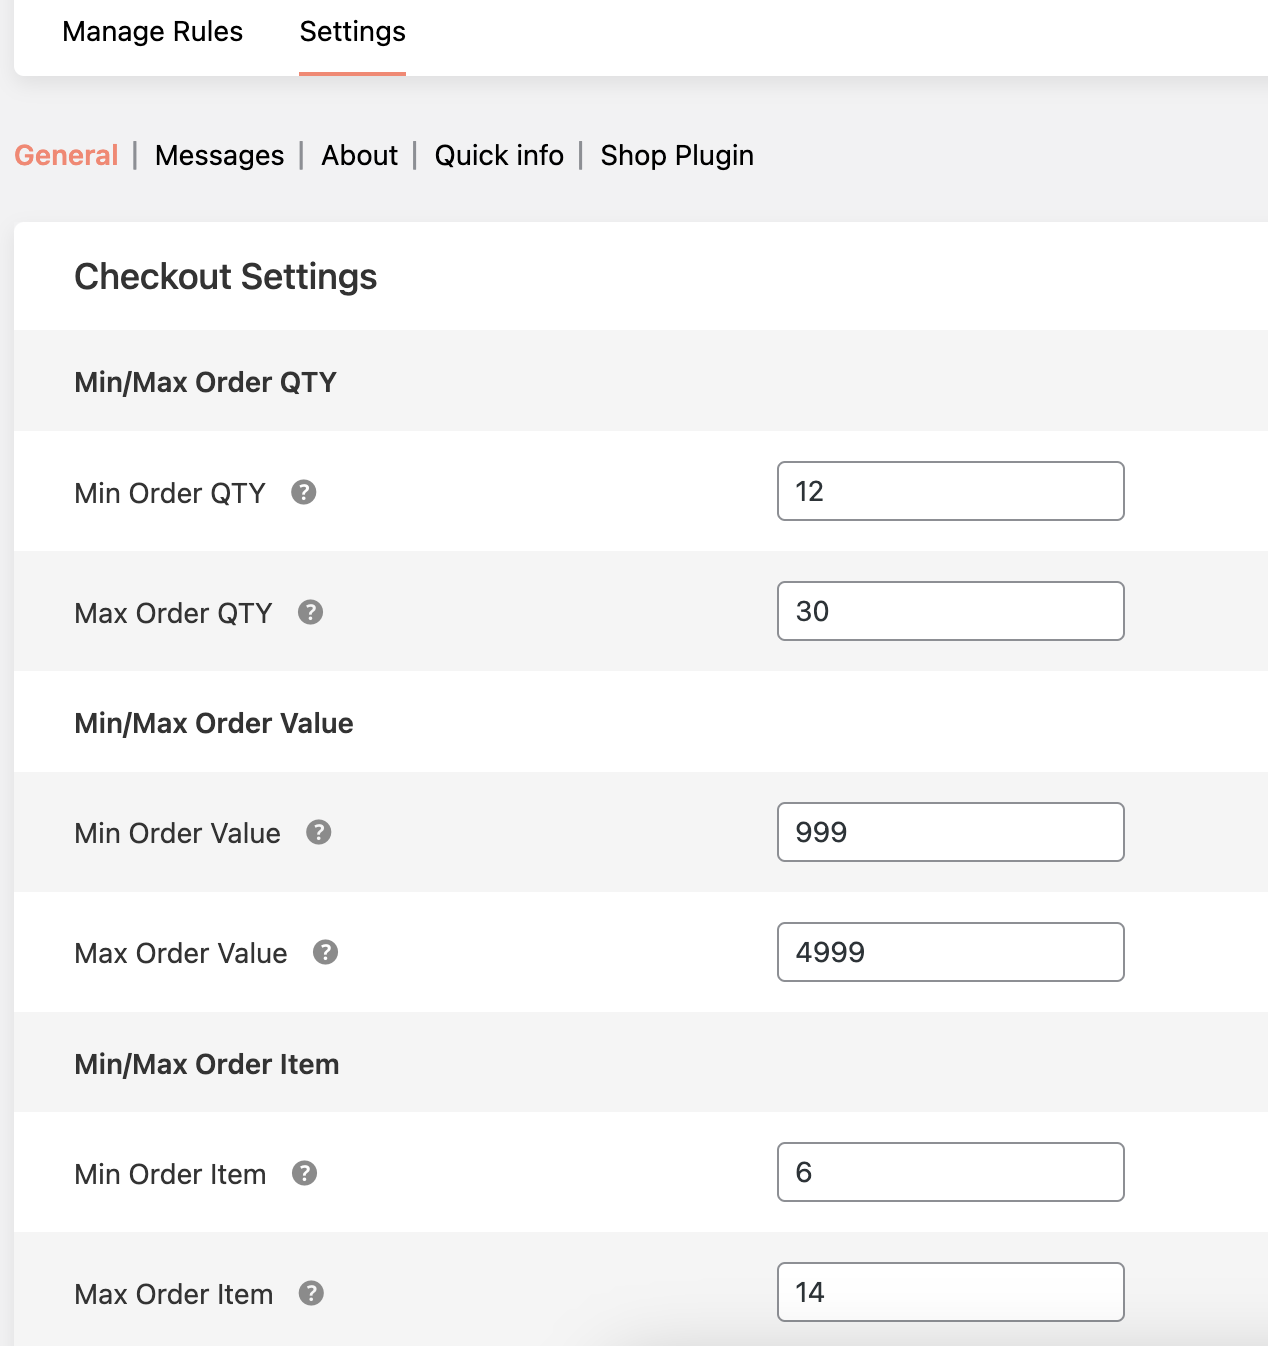 Manage Rules Settings
General | Messages | About | Quick info | Shop Plugin
Checkout Settings
Min/Max Order QTY
Min Order QTY ? 12
Max Order QTY ? 30
Min/Max Order Value
Min Order Value ? 999
Max Order Value ? 4999
Min/Max Order Item
Min Order Item ? 6
Max Order Item ? 14